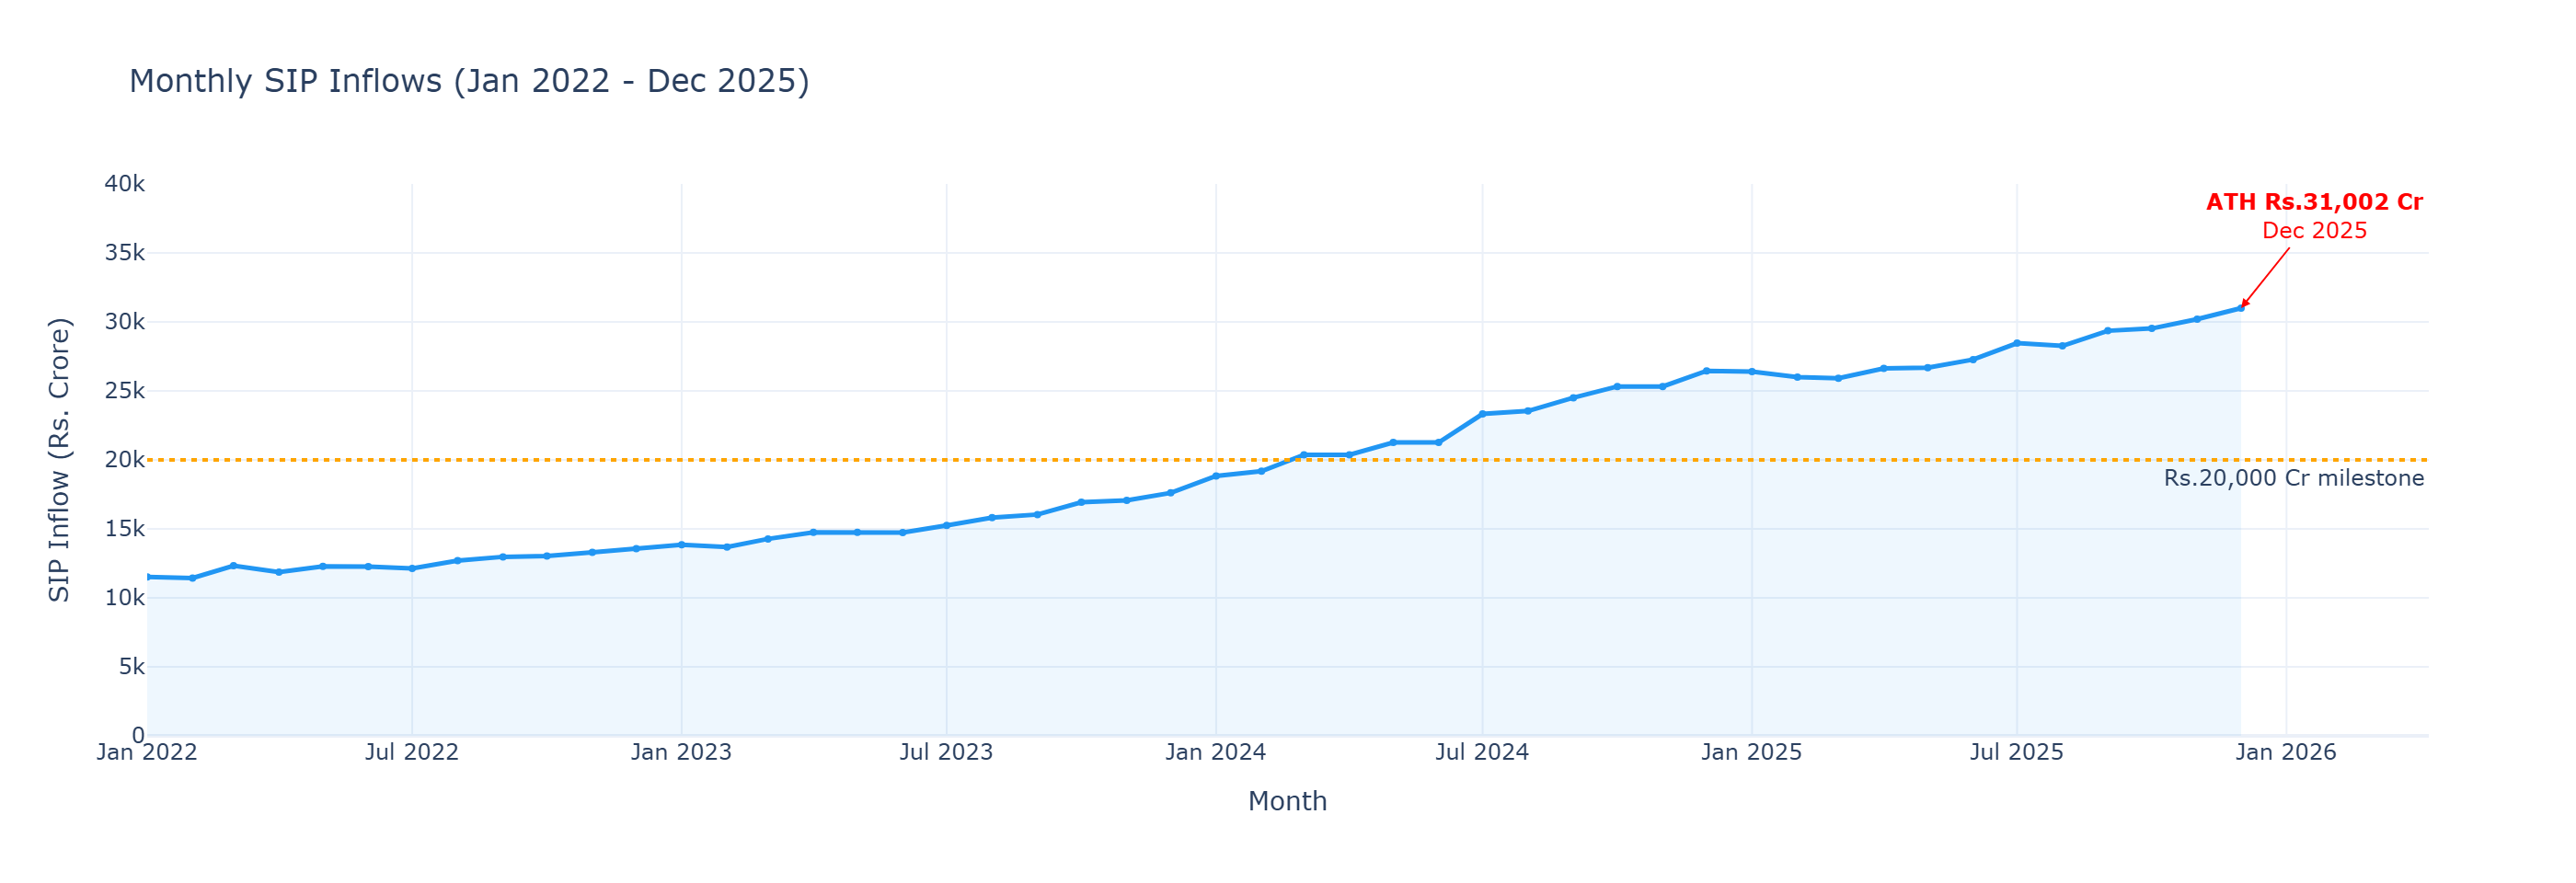 Monthly SIP Inflows (Jan 2022 - Dec 2025)
40k
35k
30k
25k
20k
15k
10k
5k
0
SIP Inflow (Rs. Crore)
ATH Rs.31,002 Cr
Dec 2025
Rs.20,000 Cr milestone
Jan 2022 Jul 2022 Jan 2023 Jul 2023 Jan 2024 Jul 2024 Jan 2025 Jul 2025 Jan 2026
Month